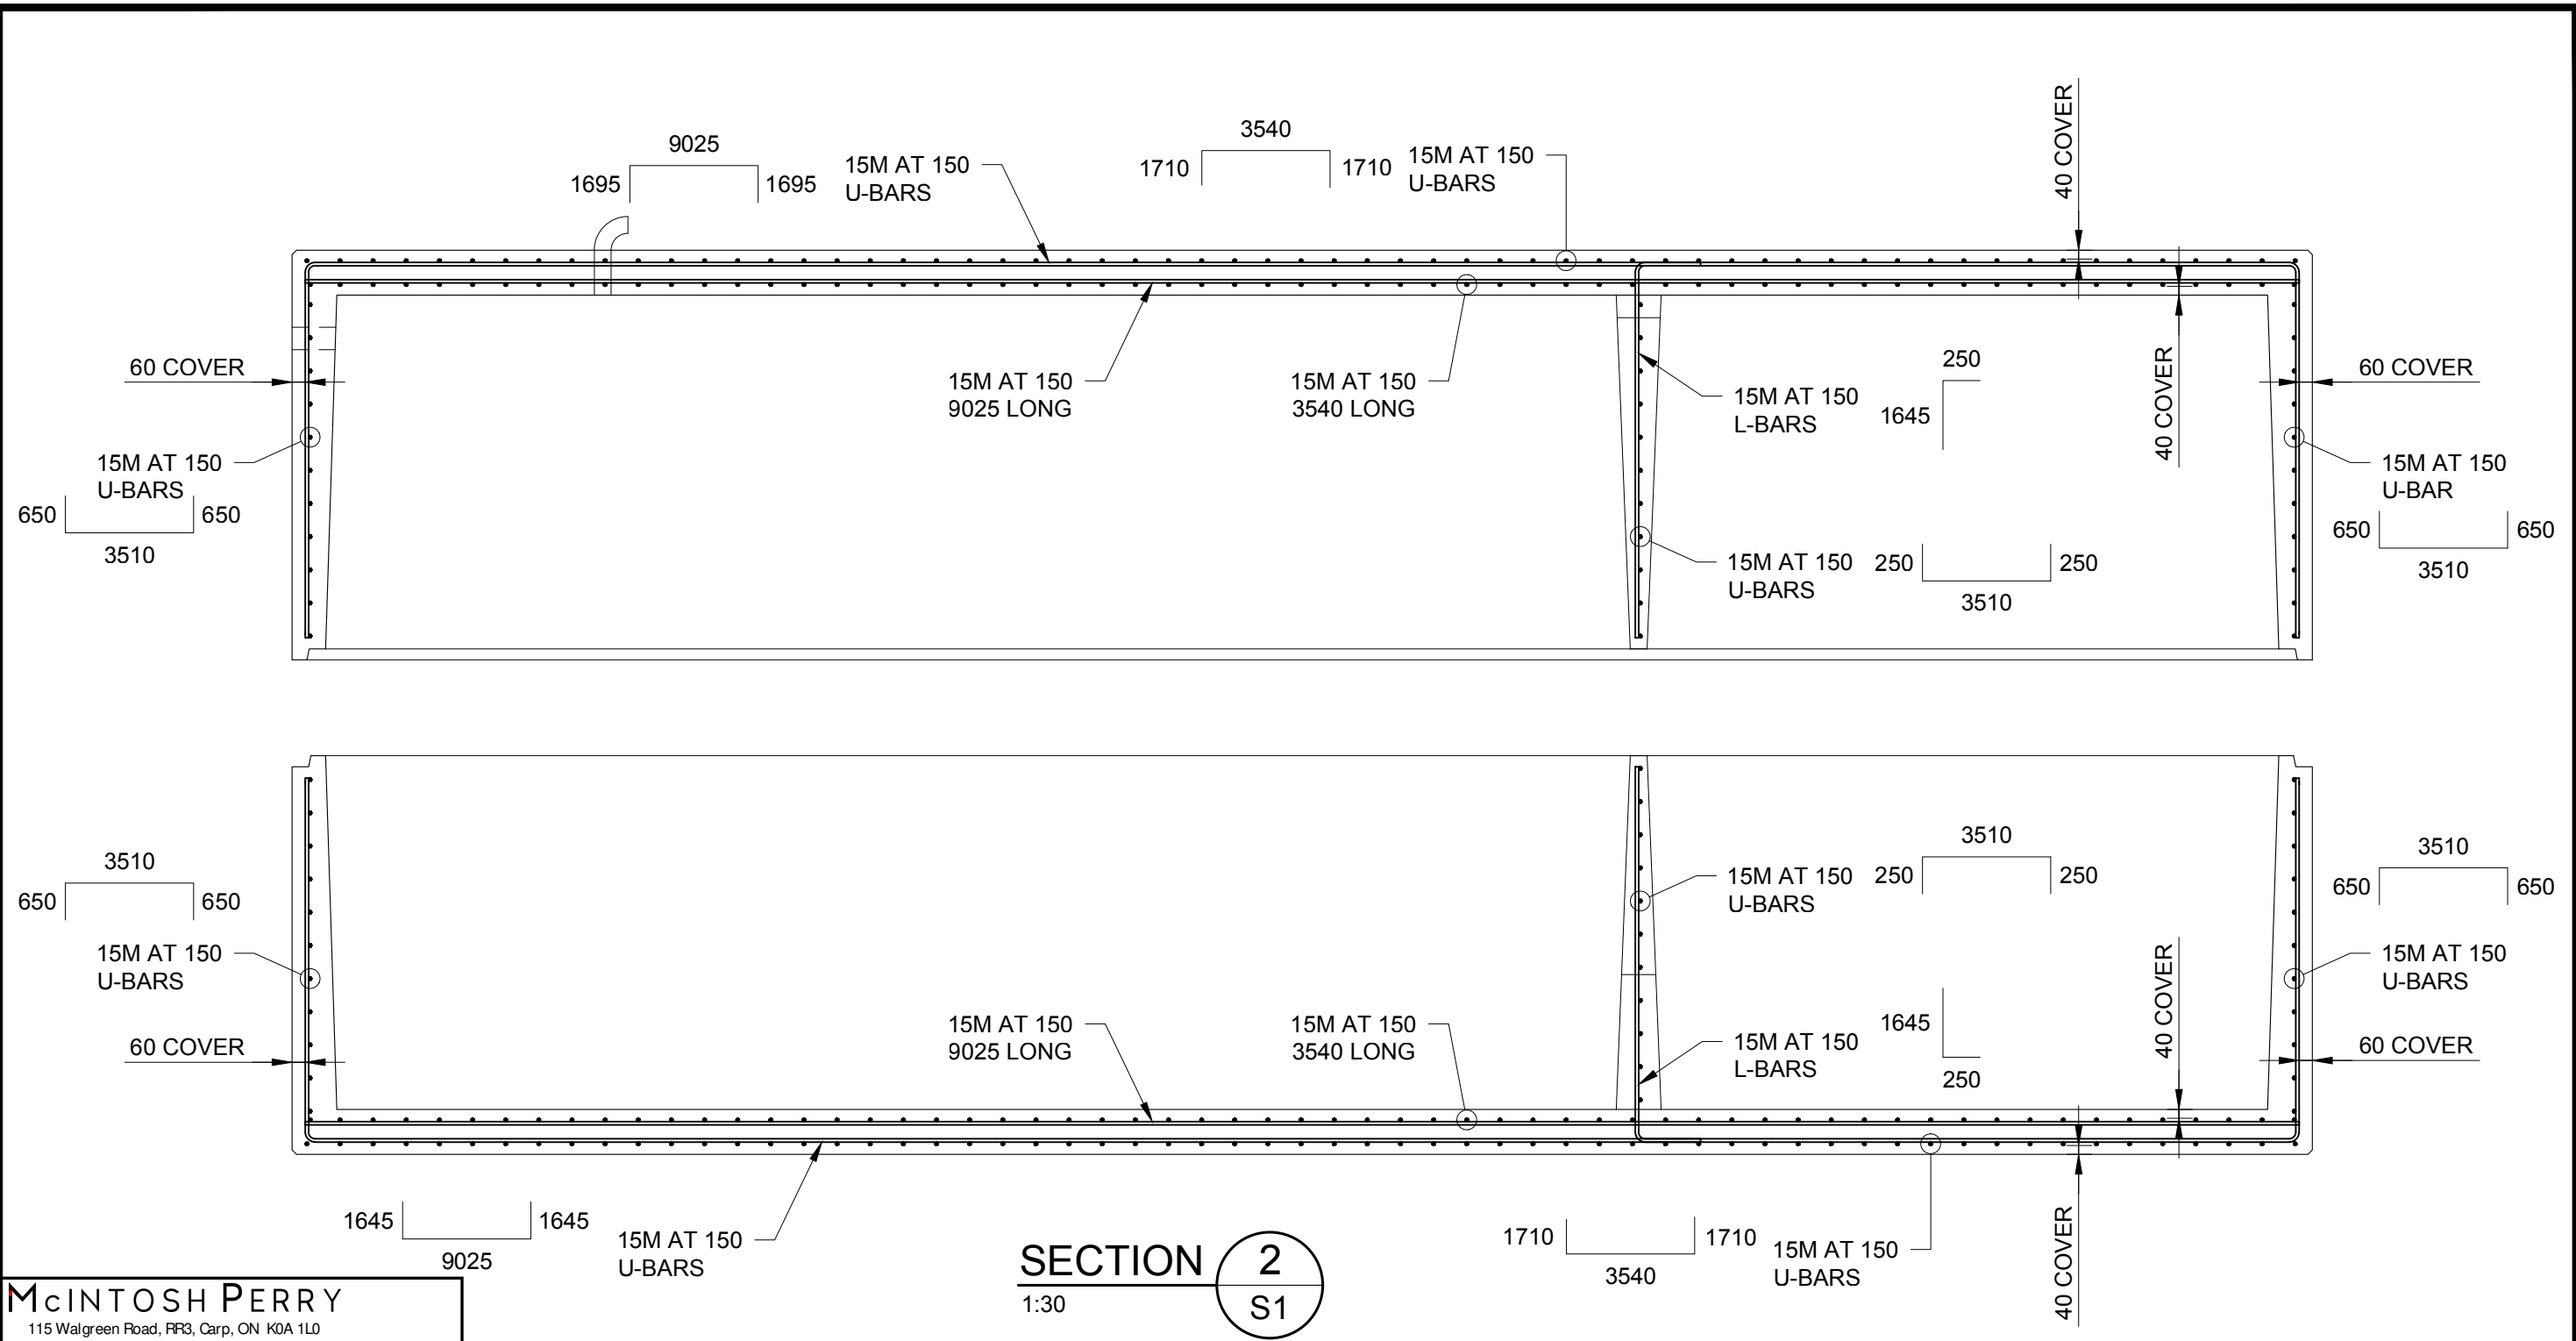 9025
1695
1695
15M AT 150
U-BARS
3540
1710
1710
15M AT 150
U-BARS
40 COVER
60 COVER
15M AT 150
9025 LONG
15M AT 150
3540 LONG
15M AT 150
L-BARS
250
1645
40 COVER
60 COVER
15M AT 150
U-BARS
650
650
3510
15M AT 150
U-BARS
250
250
3510
15M AT 150
U-BAR
650
650
3510
3510
650
650
15M AT 150
U-BARS
60 COVER
15M AT 150
9025 LONG
15M AT 150
3540 LONG
15M AT 150
U-BARS
3510
250
250
15M AT 150
L-BARS
1645
250
40 COVER
3510
650
650
15M AT 150
U-BARS
60 COVER
1645
1645
9025
15M AT 150
U-BARS
SECTION
1:30
2
S1
1710
1710
3540
15M AT 150
U-BARS
40 COVER
McINTOSH PERRY
115 Walgreen Road, RR3, Carp, ON K0A 1L0